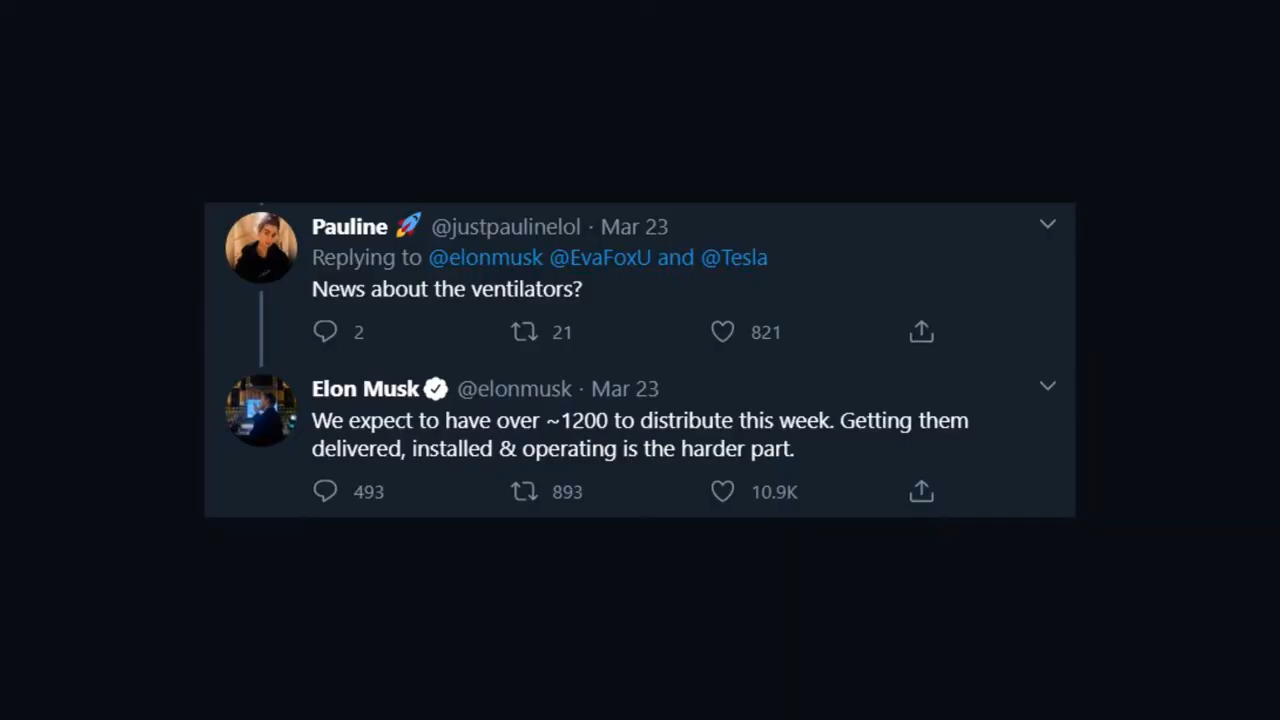 Pauline 🚀 @justpaulinelol · Mar 23
Replying to @elonmusk @EvaFoxU and @Tesla
News about the ventilators?
2 21 821
Elon Musk @elonmusk · Mar 23
We expect to have over ~1200 to distribute this week. Getting them
delivered, installed & operating is the harder part.
493 893 10.9K